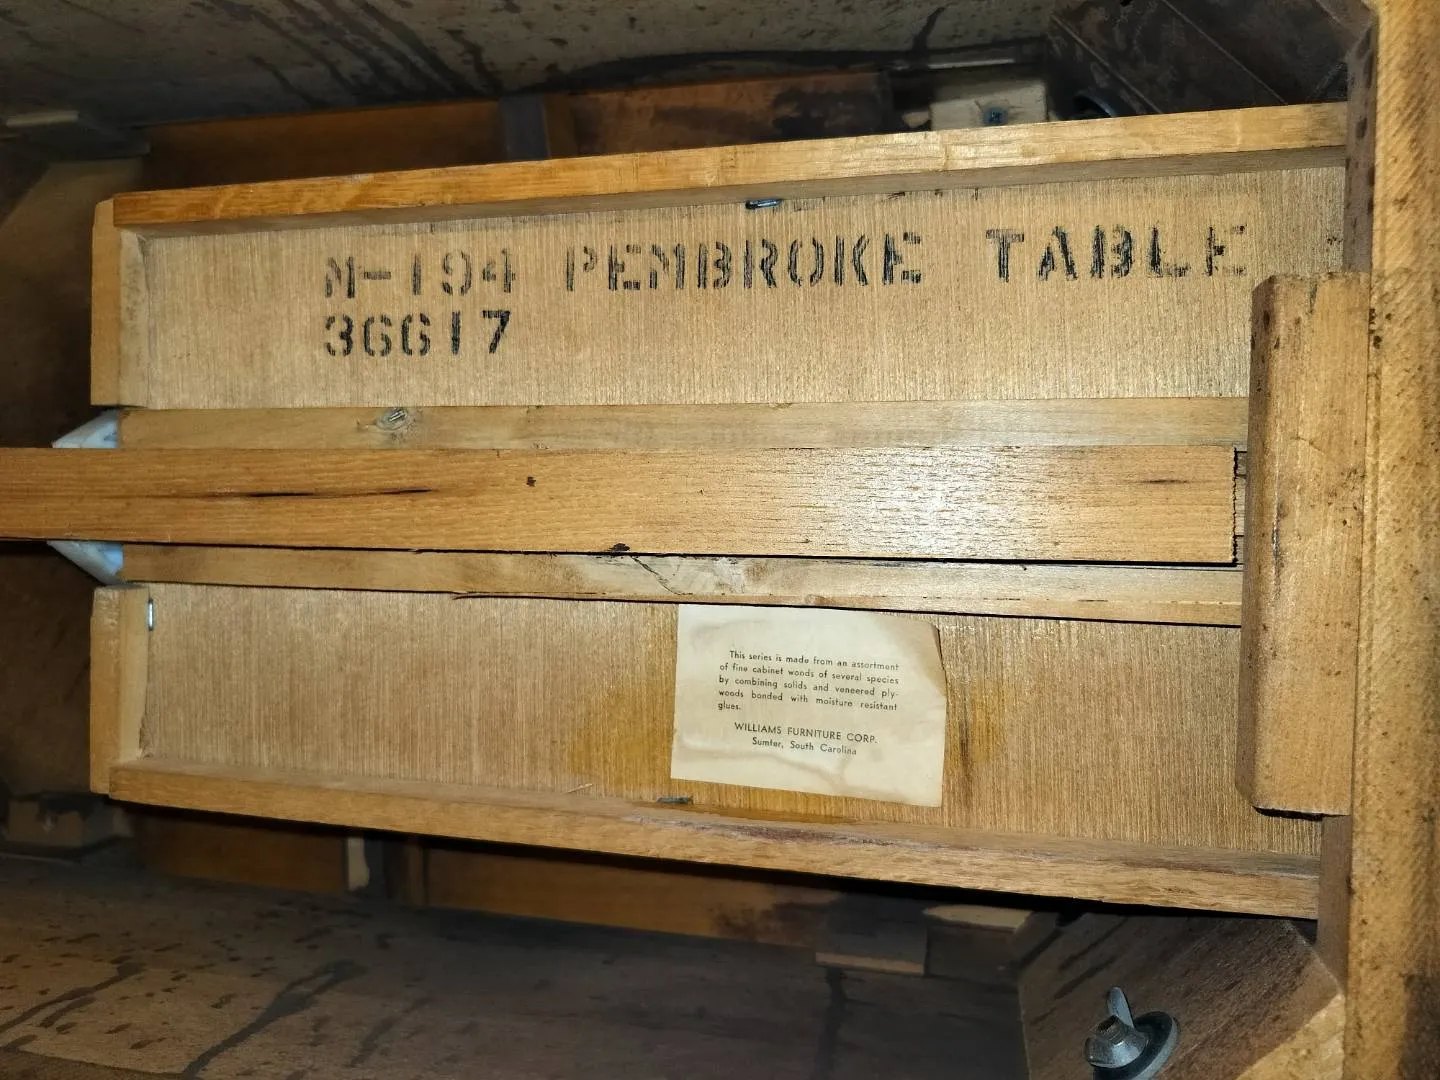 M-194 PEMBROKE TABLE
36617
This series is made from an assortment
of fine cabinet woods of several species
by combining solids and veneered ply-
woods bonded with moisture resistant
glues.
WILLIAMS FURNITURE CORP.
Sumter, South Carolina